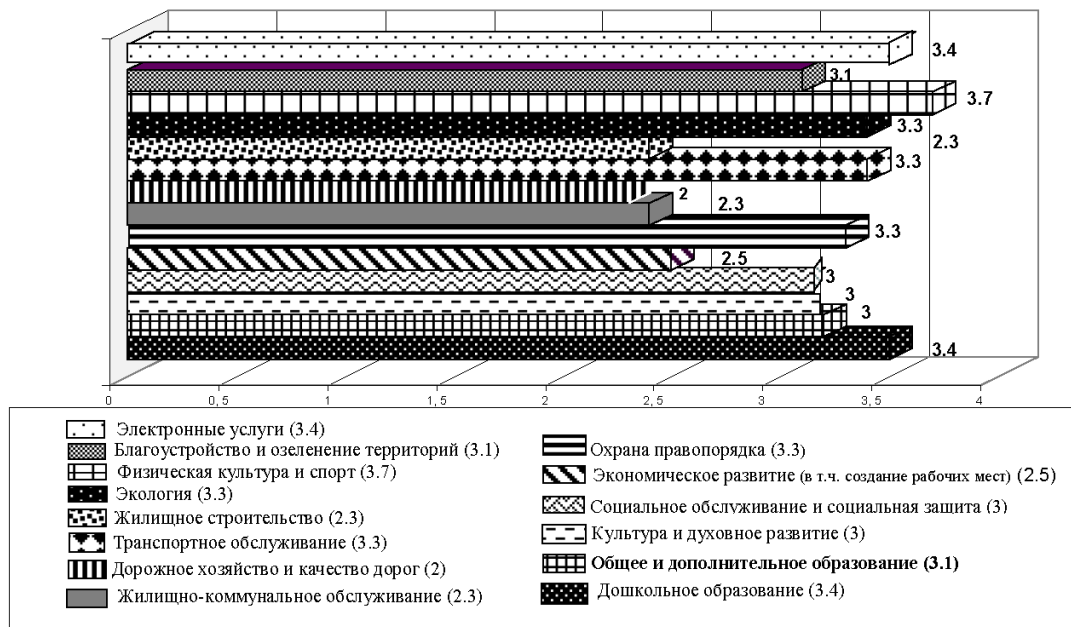 3.4
3.1
3.7
3.3
2.3
3.3
2
2.3
3.3
2.5
3
3
3
3.4
0 0, 5 1 1, 5 2 2, 5 3 3, 5 4
Электронные услуги (3.4)
Благоустройство и озеленение территорий (3.1)
Физическая культура и спорт (3.7)
Экология (3.3)
Жилищное строительство (2.3)
Транспортное обслуживание (3.3)
Дорожное хозяйство и качество дорог (2)
Жилищно-коммунальное обслуживание (2.3)
Охрана правопорядка (3.3)
Экономическое развитие (в т.ч. создание рабочих мест) (2.5)
Социальное обслуживание и социальная защита (3)
Культура и духовное развитие (3)
Общее и дополнительное образование (3.1)
Дошкольное образование (3.4)